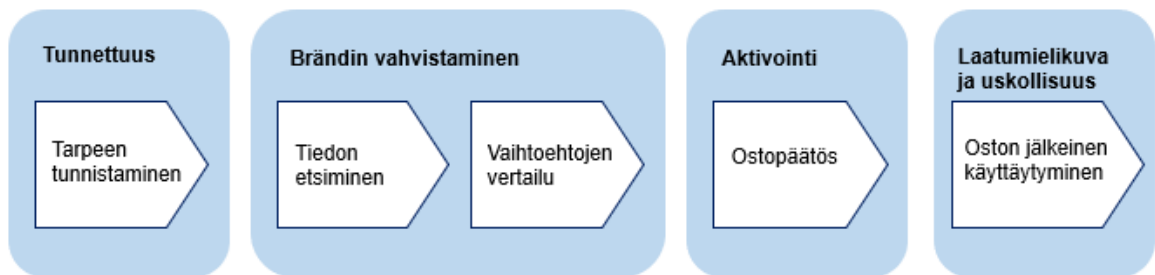 Tunnettuus
Tarpeen
tunnistaminen
Brändin vahvistaminen
Tiedon
etsiminen
Vaihtoehtojen
vertailu
Aktivointi
Ostopäätös
Laatumielikuva
ja uskollisuus
Oston jälkeinen
käyttäytyminen